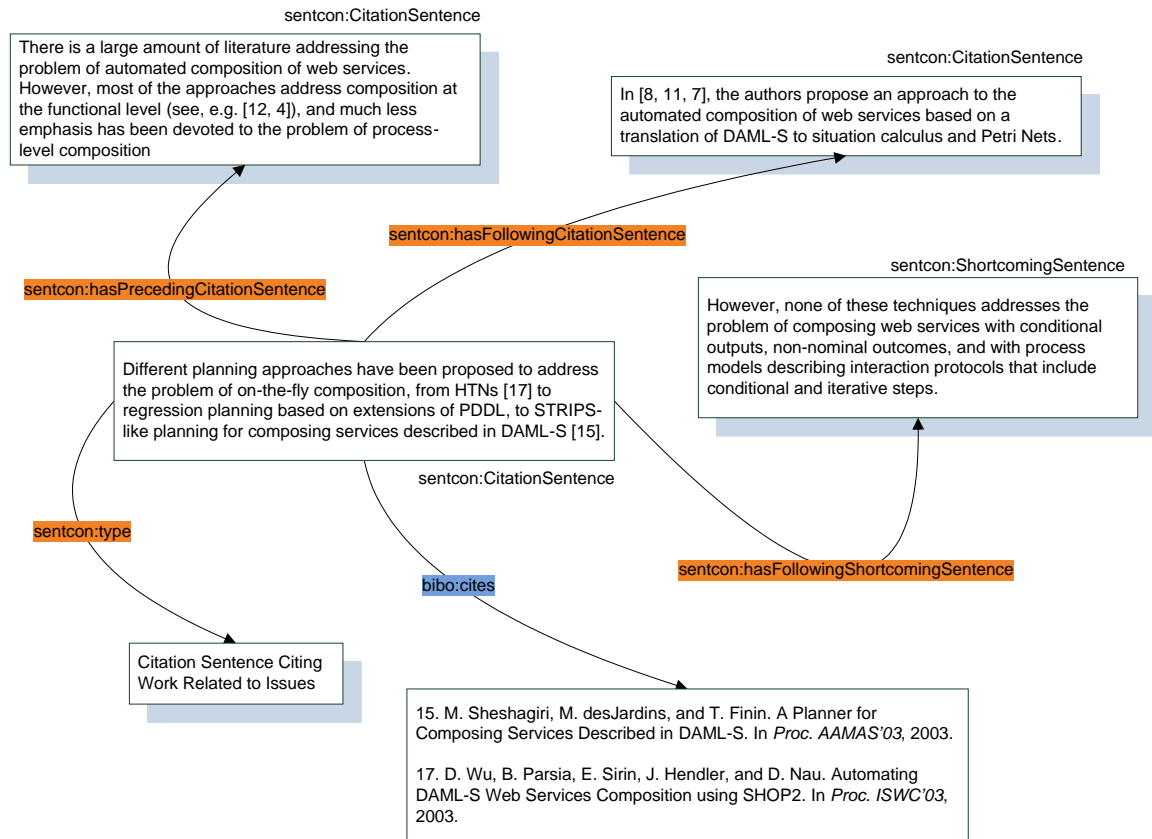 sentcon:CitationSentence
There is a large amount of literature addressing the
problem of automated composition of web services.
However, most of the approaches address composition at
the functional level (see, e.g. [12, 4]), and much less
emphasis has been devoted to the problem of process-
level composition
sentcon:CitationSentence
In [8, 11, 7], the authors propose an approach to the
automated composition of web services based on a
translation of DAML-S to situation calculus and Petri Nets.
sentcon:hasFollowingCitationSentence
sentcon:hasPrecedingCitationSentence
sentcon:ShortcomingSentence
However, none of these techniques addresses the
problem of composing web services with conditional
outputs, non-nominal outcomes, and with process
models describing interaction protocols that include
conditional and iterative steps.
Different planning approaches have been proposed to address
the problem of on-the-fly composition, from HTNs [17] to
regression planning based on extensions of PDDL, to STRIPS-
like planning for composing services described in DAML-S [15].
sentcon:CitationSentence
sentcon:type
bibo:cites
sentcon:hasFollowingShortcomingSentence
Citation Sentence Citing
Work Related to Issues
15. M. Sheshagiri, M. desJardins, and T. Finin. A Planner for
Composing Services Described in DAML-S. In Proc. AAMAS'03, 2003.
17. D. Wu, B. Parsia, E. Sirin, J. Hendler, and D. Nau. Automating
DAML-S Web Services Composition using SHOP2. In Proc. ISWC'03,
2003.